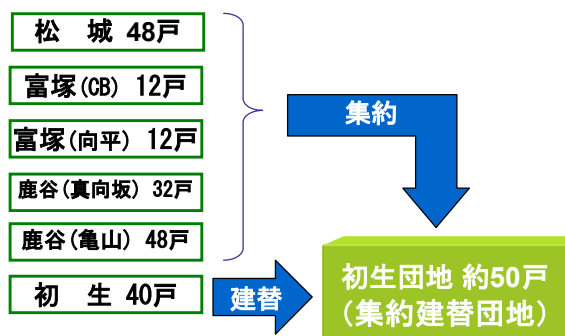 松　城 48戸
富塚(CB) 12戸
富塚(向平) 12戸
鹿谷(真向坂) 32戸
鹿谷(亀山) 48戸
初　生 40戸
集約
建替
初生団地 約50戸
（集約建替団地）